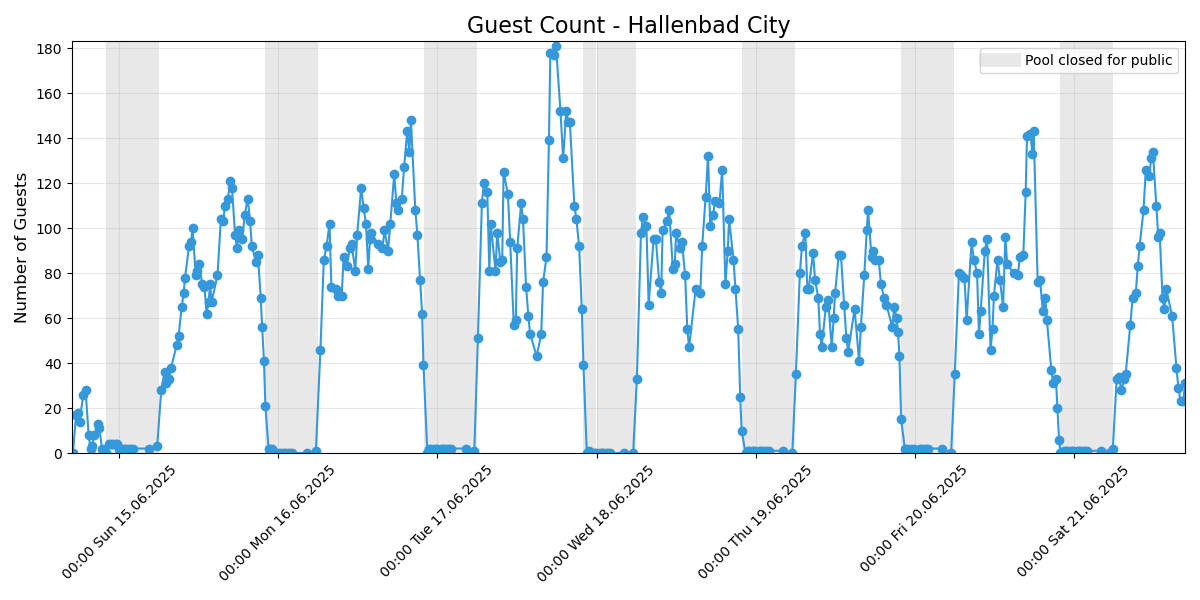 Guest Count - Hallenbad City
Number of Guests
180
160
140
120
100
80
60
40
20
0
Pool closed for public
00:00 Sun 15.06.2025
00:00 Mon 16.06.2025
00:00 Tue 17.06.2025
00:00 Wed 18.06.2025
00:00 Thu 19.06.2025
00:00 Fri 20.06.2025
00:00 Sat 21.06.2025